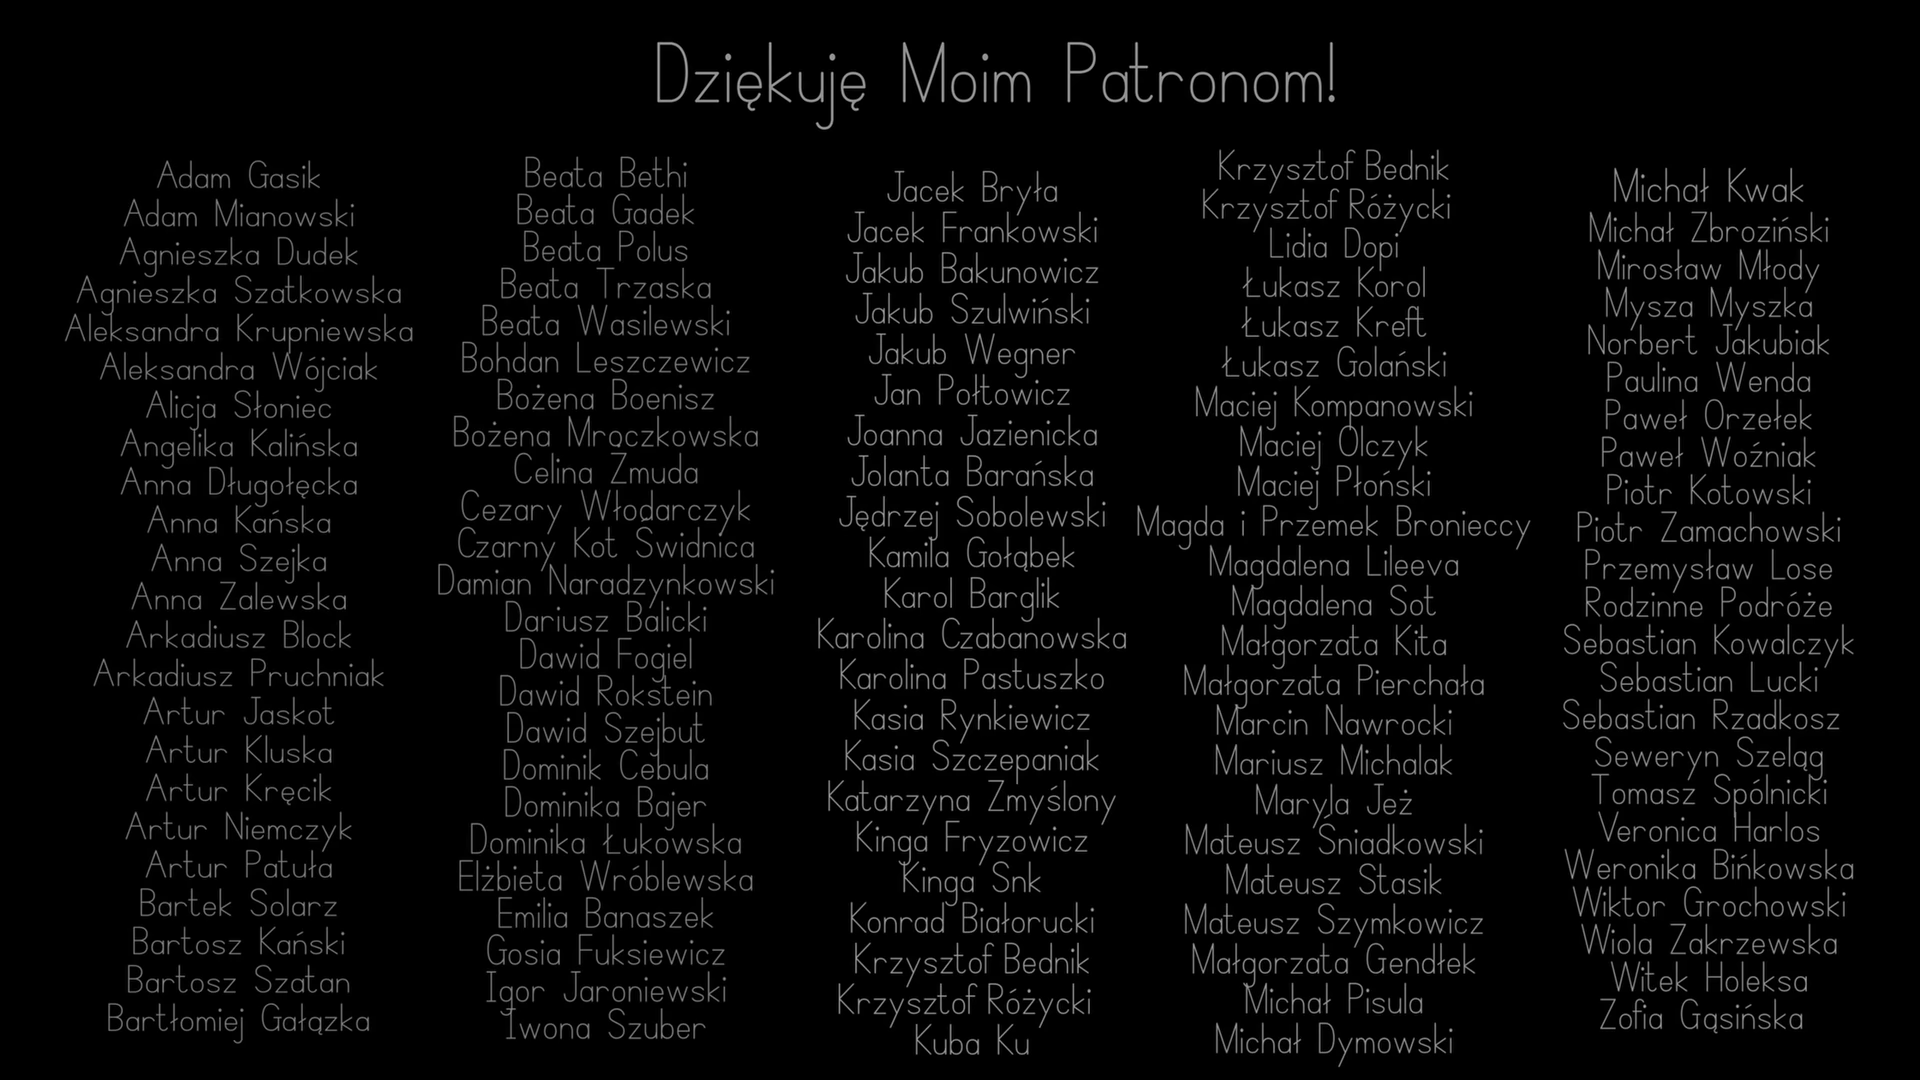 Dziękuję Moim Patronom!
Adam Gasik
Adam Mianowski
Agnieszka Dudek
Agnieszka Szatkowska
Aleksandra Krupniewska
Aleksandra Wójciak
Alicja Słoniec
Angelika Kalińska
Anna Długołęcka
Anna Kańska
Anna Szejka
Anna Zalewska
Arkadiusz Block
Arkadiusz Pruchniak
Artur Jaskot
Artur Kluska
Artur Kręcik
Artur Niemczyk
Artur Patuła
Bartek Solarz
Bartosz Kański
Bartosz Szatan
Bartłomiej Gałązka
Beata Bethi
Beata Gadek
Beata Polus
Beata Trzaska
Beata Wasilewski
Bohdan Leszczewicz
Bożena Boenisz
Bożena Mroczkowska
Celina Zmuda
Cezary Włodarczyk
Czarny Kot Świdnica
Damian Naradzynkowski
Dariusz Balicki
Dawid Fogiel
Dawid Rokstein
Dawid Szejbut
Dominik Cebula
Dominika Bajer
Dominika Łukowska
Elżbieta Wróblewska
Emilia Banaszek
Gosia Fuksiewicz
Igor Jaroniewski
Iwona Szuber
Jacek Bryła
Jacek Frankowski
Jakub Bakunowicz
Jakub Szulwiński
Jakub Wegner
Jan Połtowicz
Joanna Jazienicka
Jolanta Barańska
Jędrzej Sobolewski
Kamila Gołąbek
Karol Barglik
Karolina Czabanowska
Karolina Pastuszko
Kasia Rynkiewicz
Kasia Szczepaniak
Katarzyna Zmyślony
Kinga Fryzowicz
Kinga Snk
Konrad Białorucki
Krzysztof Bednik
Krzysztof Różycki
Kuba Ku
Krzysztof Bednik
Krzysztof Różycki
Lidia Dopi
Łukasz Korol
Łukasz Kreft
Łukasz Golański
Maciej Kompanowski
Maciej Olczyk
Maciej Płoński
Magda i Przemek Bronieccy
Magdalena Lileeva
Magdalena Sot
Małgorzata Kita
Małgorzata Pierchała
Marcin Nawrocki
Mariusz Michalak
Maryla Jeż
Mateusz Śniadkowski
Mateusz Stasik
Mateusz Szymkowicz
Małgorzata Gendłek
Michał Pisula
Michał Dymowski
Michał Kwak
Michał Zbroziński
Mirosław Młody
Mysza Myszka
Norbert Jakubiak
Paulina Wenda
Paweł Orzełek
Paweł Woźniak
Piotr Kotowski
Piotr Zamachowski
Przemysław Lose
Rodzinne Podróże
Sebastian Kowalczyk
Sebastian Lucki
Sebastian Rzadkosz
Seweryn Szeląg
Tomasz Spólnicki
Veronica Harlos
Weronika Bińkowska
Wiktor Grochowski
Wiola Zakrzewska
Witek Holeksa
Zofia Gąsińska